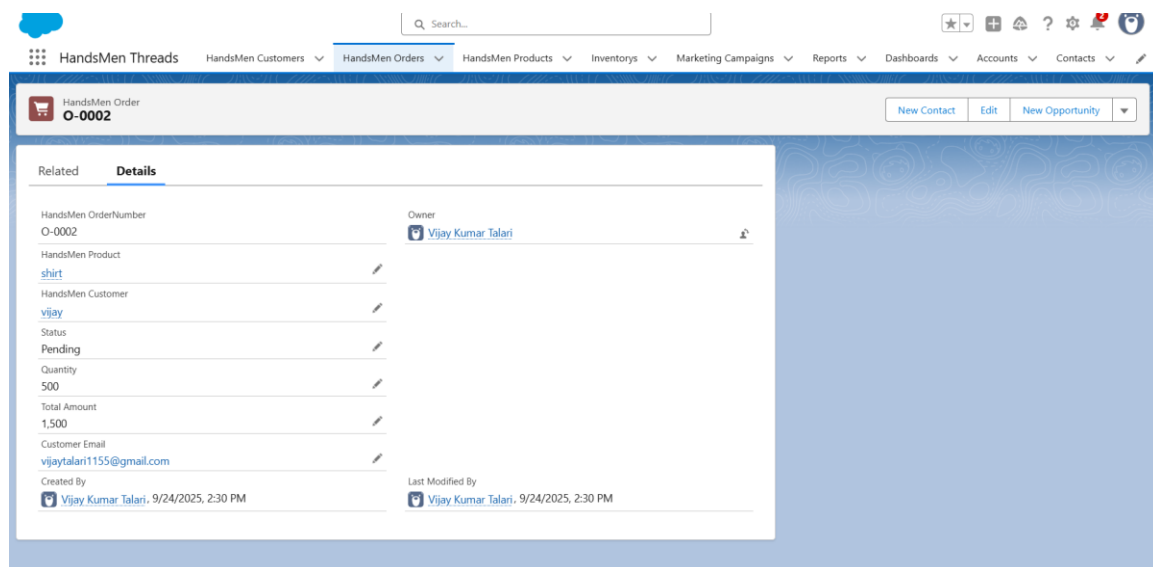 Search...
2
HandsMen Threads HandsMen Customers HandsMen Orders HandsMen Products Inventorys Marketing Campaigns Reports Dashboards Accounts Contacts
HandsMen Order
O-0002
New Contact Edit New Opportunity
Related Details
HandsMen OrderNumber
O-0002
Owner
Vijay Kumar Talari
HandsMen Product
shirt
HandsMen Customer
vijay
Status
Pending
Quantity
500
Total Amount
1,500
Customer Email
vijaytalari1155@gmail.com
Created By
Vijay Kumar Talari, 9/24/2025, 2:30 PM
Last Modified By
Vijay Kumar Talari, 9/24/2025, 2:30 PM